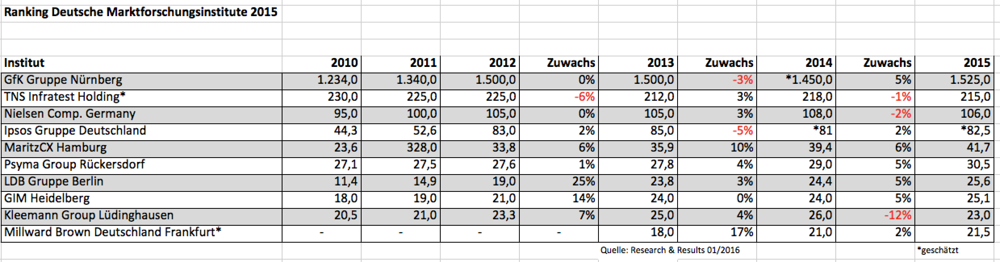 Ranking Deutsche Marktforschungsinstitute 2015
Institut 2010 2011 2012 Zuwachs 2013 Zuwachs 2014 Zuwachs 2015
GfK Gruppe Nürnberg 1.234,0 1.340,0 1.500,0 0% 1.500,0 -3% *1.450,0 5% 1.525,0
TNS Infratest Holding* 230,0 225,0 225,0 -6% 212,0 3% 218,0 -1% 215,0
Nielsen Comp. Germany 95,0 100,0 105,0 0% 105,0 3% 108,0 -2% 106,0
Ipsos Gruppe Deutschland 44,3 52,6 83,0 2% 85,0 -5% *81 2% *82,5
MaritzCX Hamburg 23,6 328,0 33,8 6% 35,9 10% 39,4 6% 41,7
Psyma Group Rückersdorf 27,1 27,5 27,6 1% 27,8 4% 29,0 5% 30,5
LDB Gruppe Berlin 11,4 14,9 19,0 25% 23,8 3% 24,4 5% 25,6
GIM Heidelberg 18,0 19,0 21,0 14% 24,0 0% 24,0 5% 25,1
Kleemann Group Lüdinghausen 20,5 21,0 23,3 7% 25,0 4% 26,0 -12% 23,0
Millward Brown Deutschland Frankfurt* - - - - 18,0 17% 21,0 2% 21,5
Quelle: Research & Results 01/2016 *geschätzt